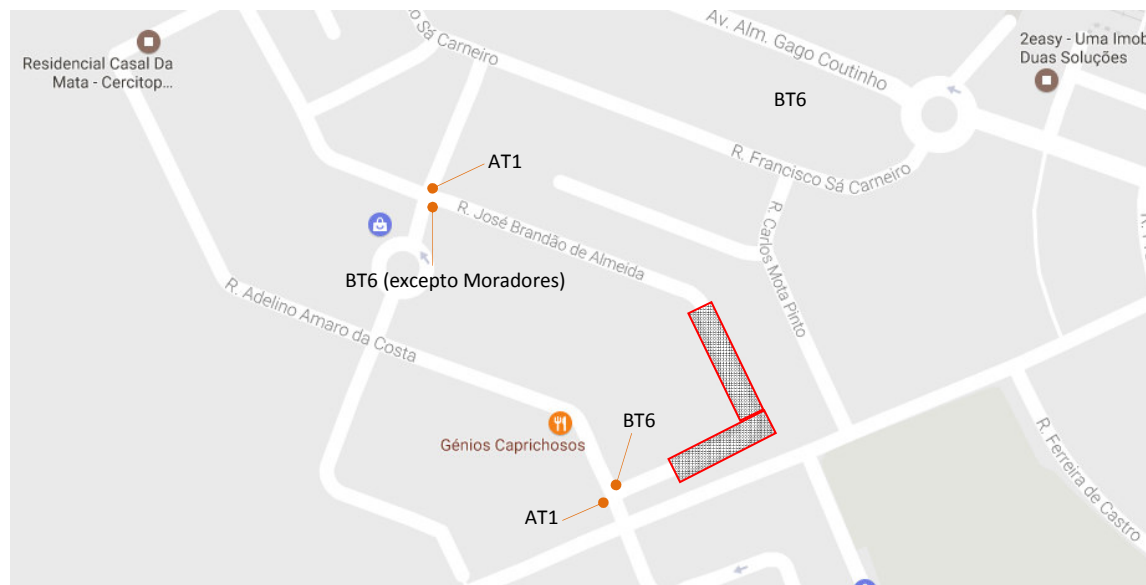 Residencial Casal Da
Mata - Cercitop...
Sá Carneiro
Av. Alm. Gago Coutinho
2easy - Uma Imob
Duas Soluções
BT6
R. Francisco Sá Carneiro
AT1
R. José Brandão de Almeida
R. Carlos Mota Pinto
BT6 (excepto Moradores)
R. Adelino Amaro da Costa
Génios Caprichosos
BT6
AT1
R. Ferreira de Castro